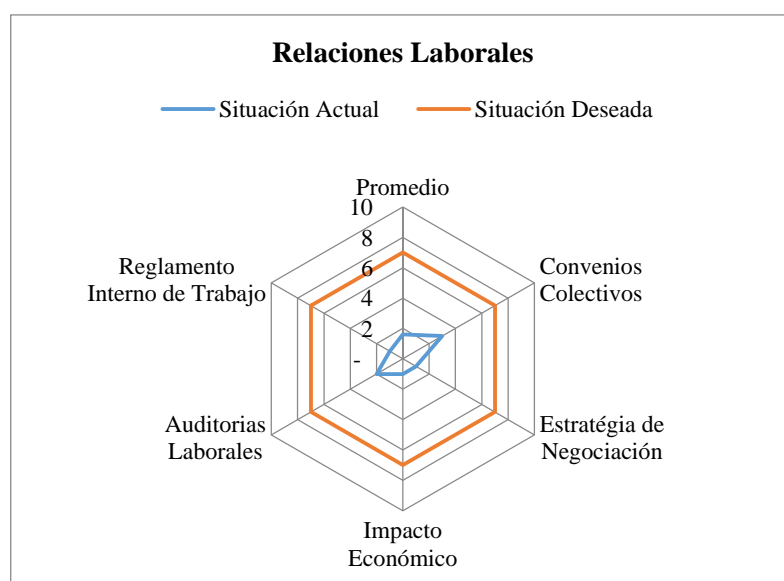 Relaciones Laborales
Situación Actual
Situación Deseada
Promedio
10
8
6
4
2
-
Convenios
Colectivos
Estratégia de
Negociación
Impacto
Económico
Auditorias
Laborales
Reglamento
Interno de Trabajo